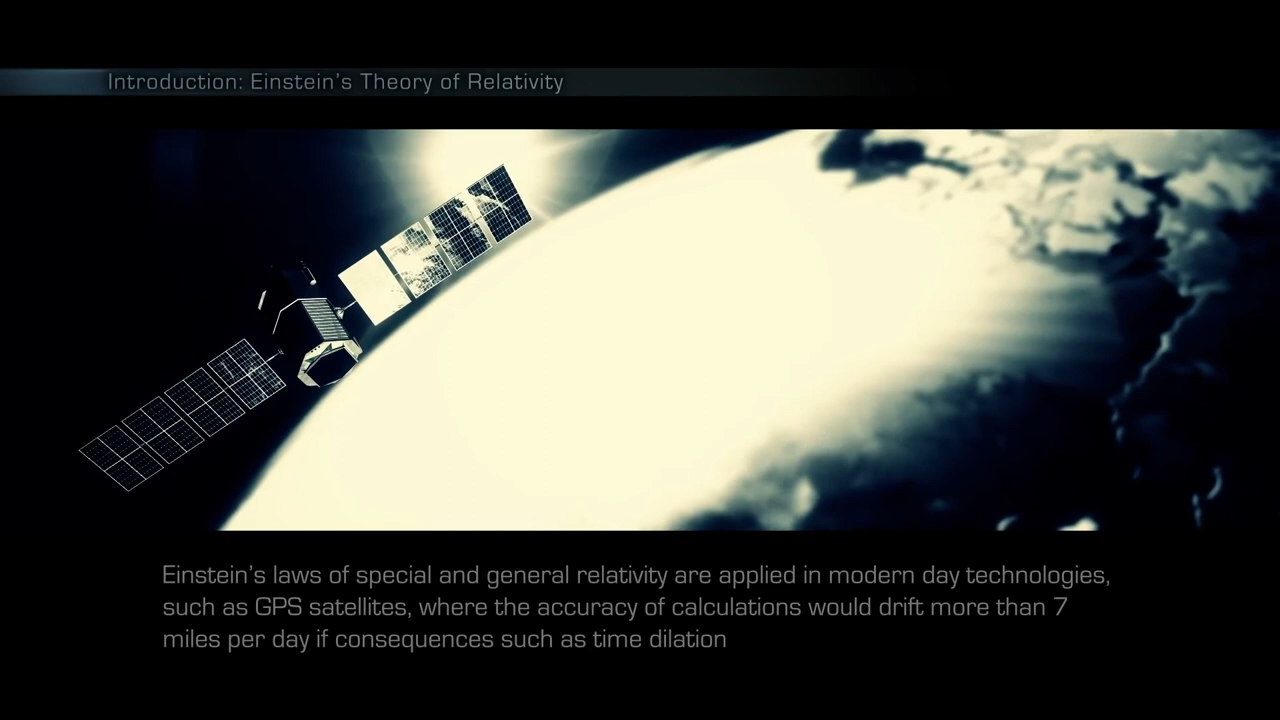 Introduction: Einstein's Theory of Relativity
Einstein's laws of special and general relativity are applied in modern day technologies,
such as GPS satellites, where the accuracy of calculations would drift more than 7
miles per day if consequences such as time dilation